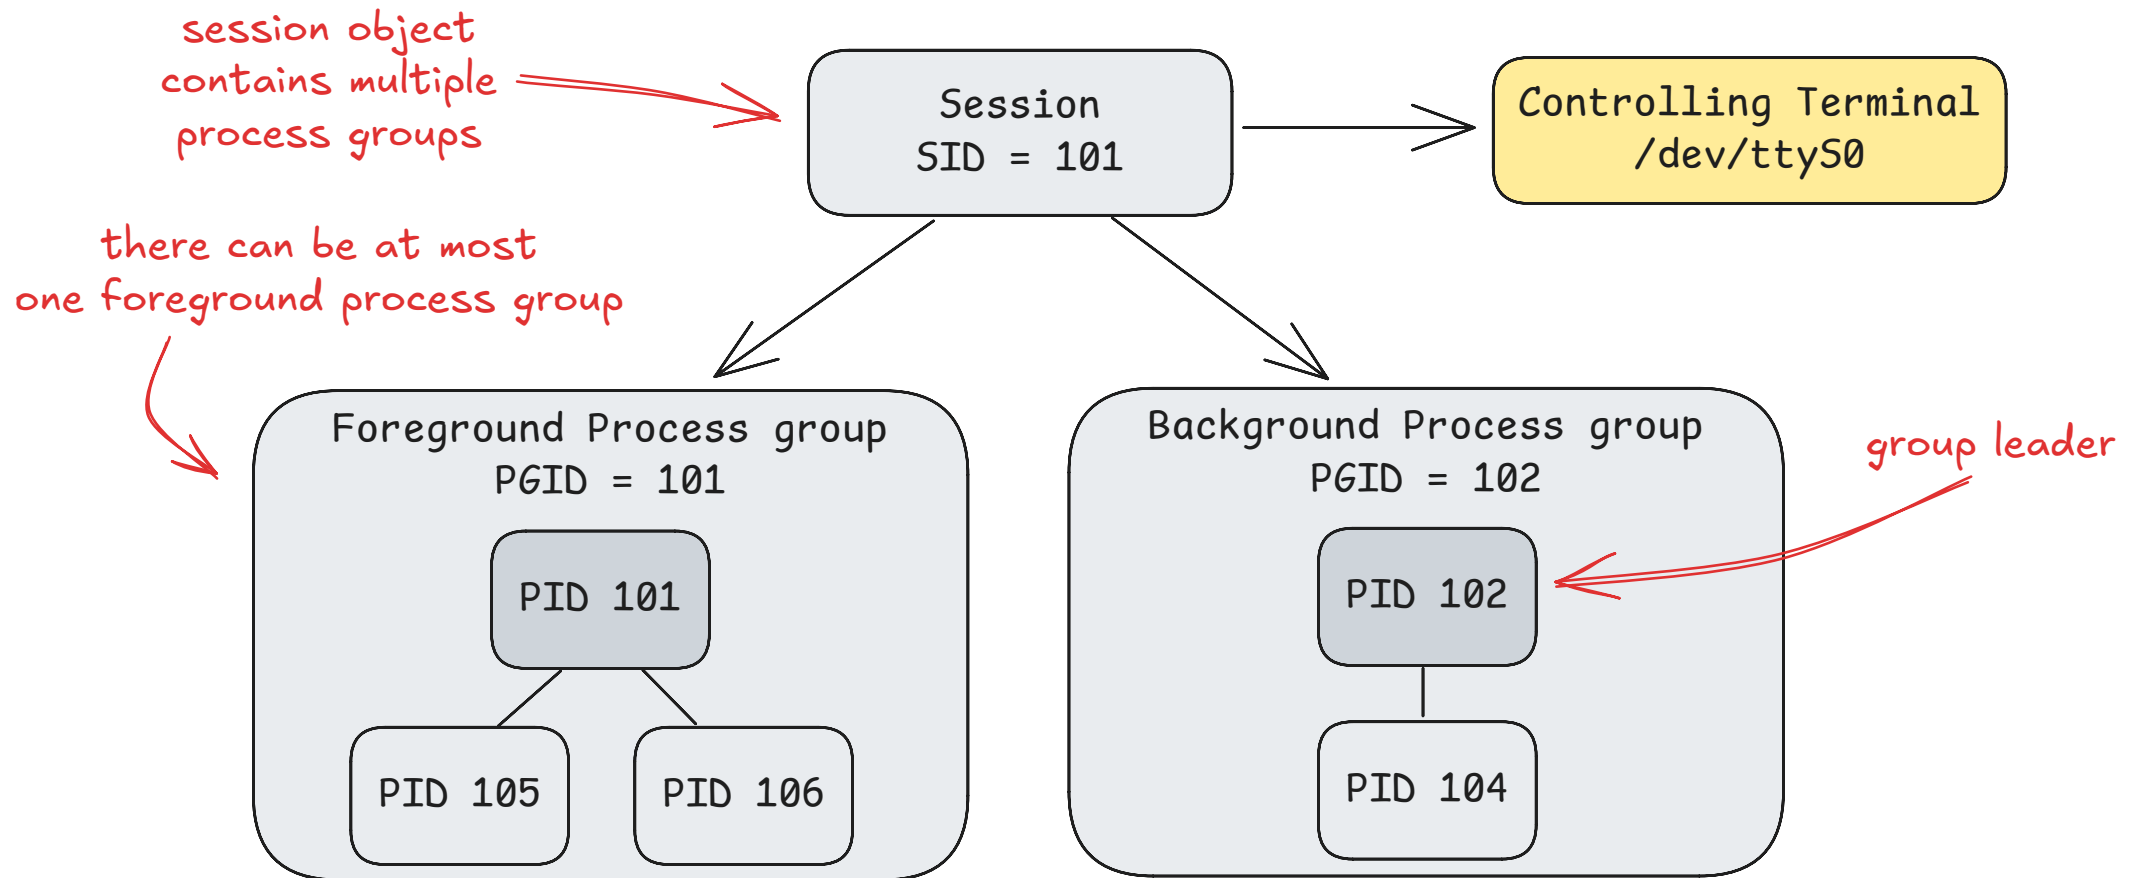 session object
contains multiple
process groups
Session
SID = 101
Controlling Terminal
/dev/ttyS0
there can be at most
one foreground process group
Foreground Process group
PGID = 101
PID 101
PID 105
PID 106
Background Process group
PGID = 102
PID 102
PID 104
group leader